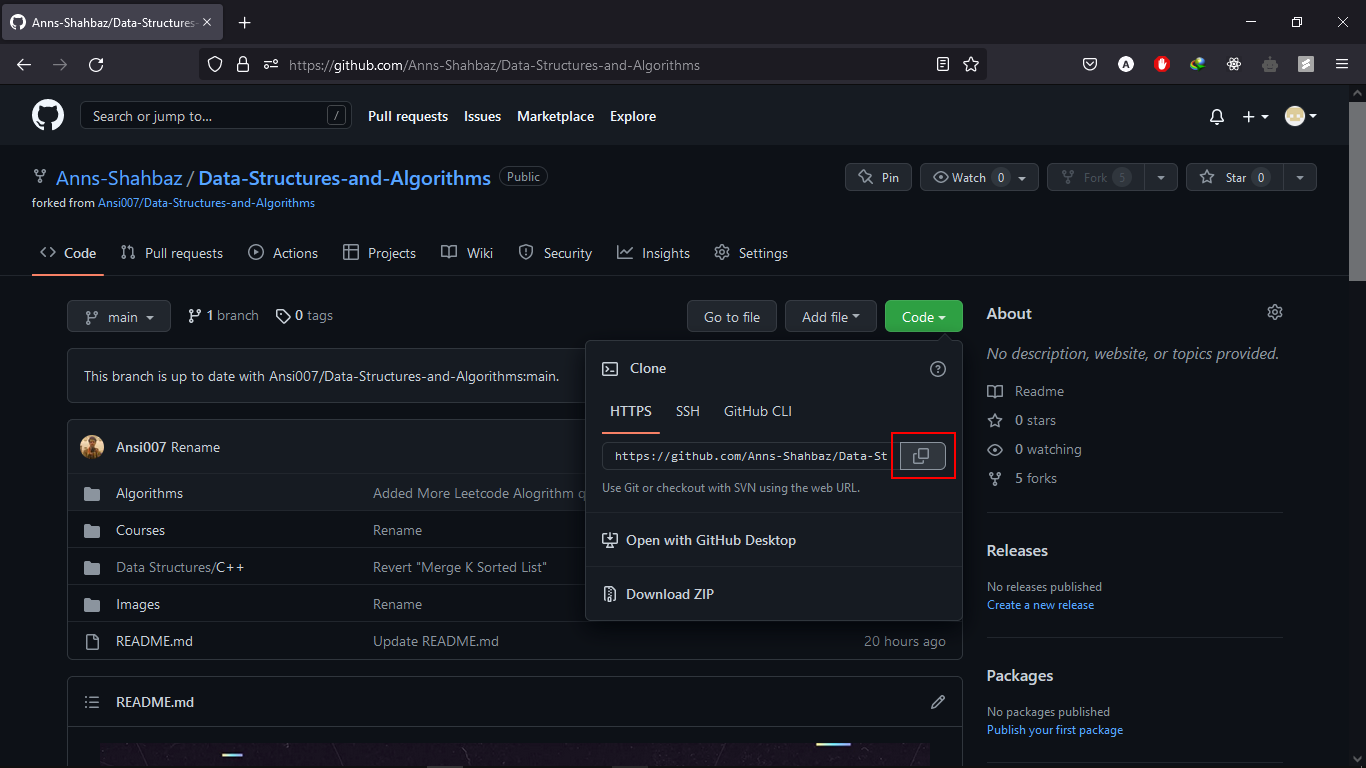 Anns-Shahbaz/Data-Structures-
https://github.com/Anns-Shahbaz/Data-Structures-and-Algorithms
A
Search or jump to...
/
Pull requests
Issues
Marketplace
Explore
Anns-Shahbaz / Data-Structures-and-Algorithms
Public
forked from Ansi007/Data-Structures-and-Algorithms
Pin
Watch 0
Fork 5
Star 0
Code
Pull requests
Actions
Projects
Wiki
Security
Insights
Settings
main
1 branch
0 tags
Go to file
Add file
Code
This branch is up to date with Ansi007/Data-Structures-and-Algorithms:main.
Clone
HTTPS
SSH
GitHub CLI
https://github.com/Anns-Shahbaz/Data-St
Use Git or checkout with SVN using the web URL.
Open with GitHub Desktop
Download ZIP
Ansi007 Rename
Algorithms
Added More Leetcode Alogrithm q
Courses
Rename
Data Structures/C++
Revert "Merge K Sorted List"
Images
Rename
README.md
Update README.md
20 hours ago
README.md
About
No description, website, or topics provided.
Readme
0 stars
0 watching
5 forks
Releases
No releases published
Create a new release
Packages
No packages published
Publish your first package